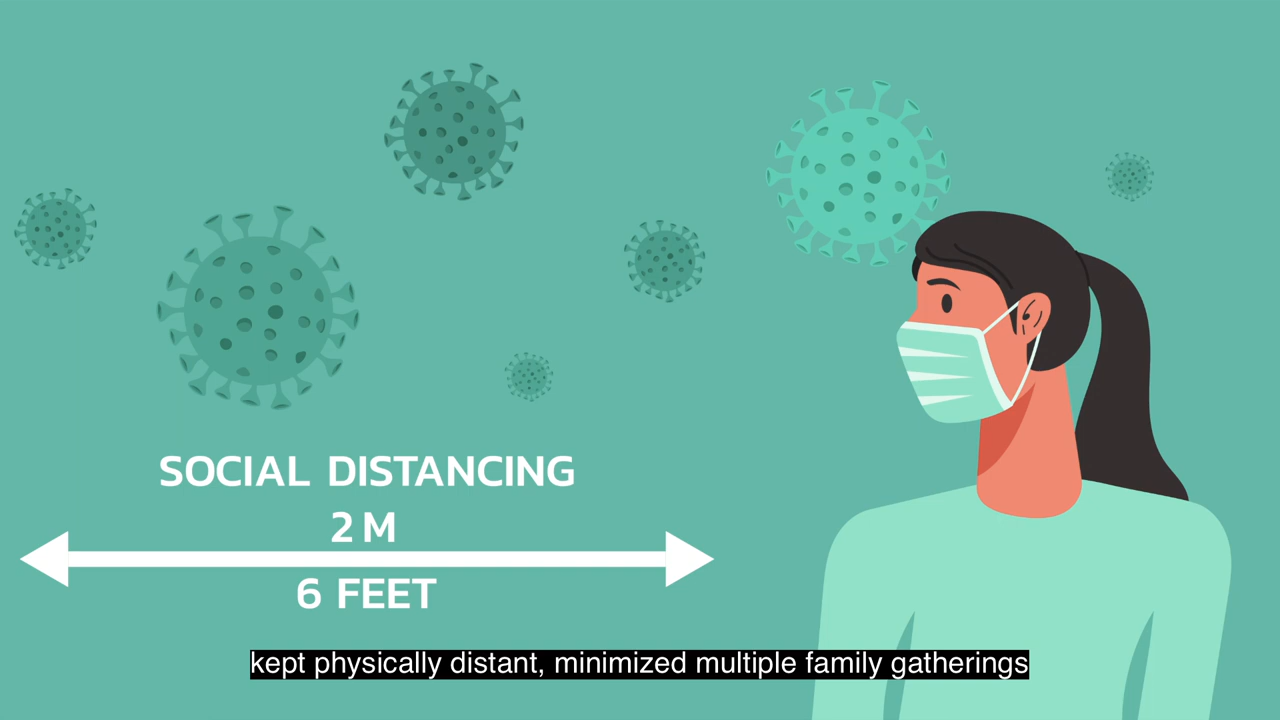 SOCIAL DISTANCING
2 M
6 FEET
kept physically distant, minimized multiple family gatherings